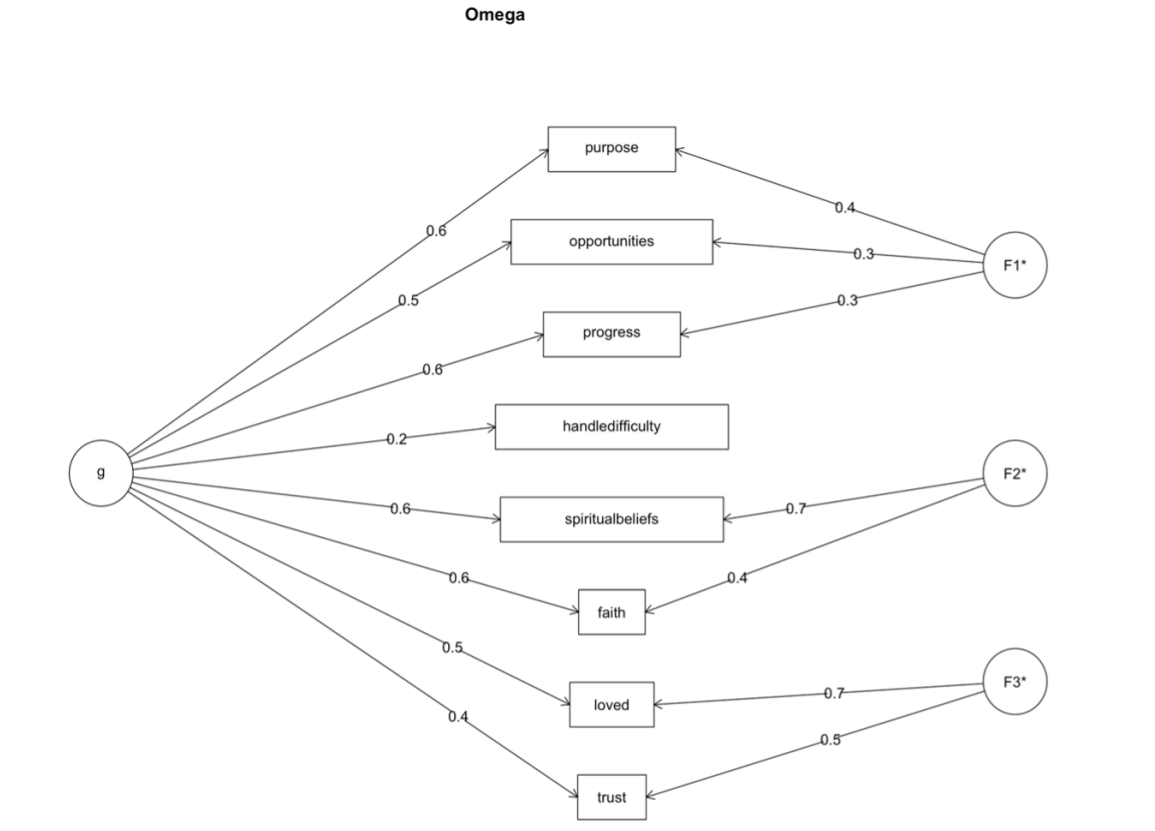 Omega
purpose
0.4
0.6
opportunities
0.3
F1*
0.5
0.3
progress
0.6
handledifficulty
0.2
g
F2*
0.6
0.7
spiritualbeliefs
0.6
0.4
faith
0.5
F3*
0.7
loved
0.4
0.5
trust